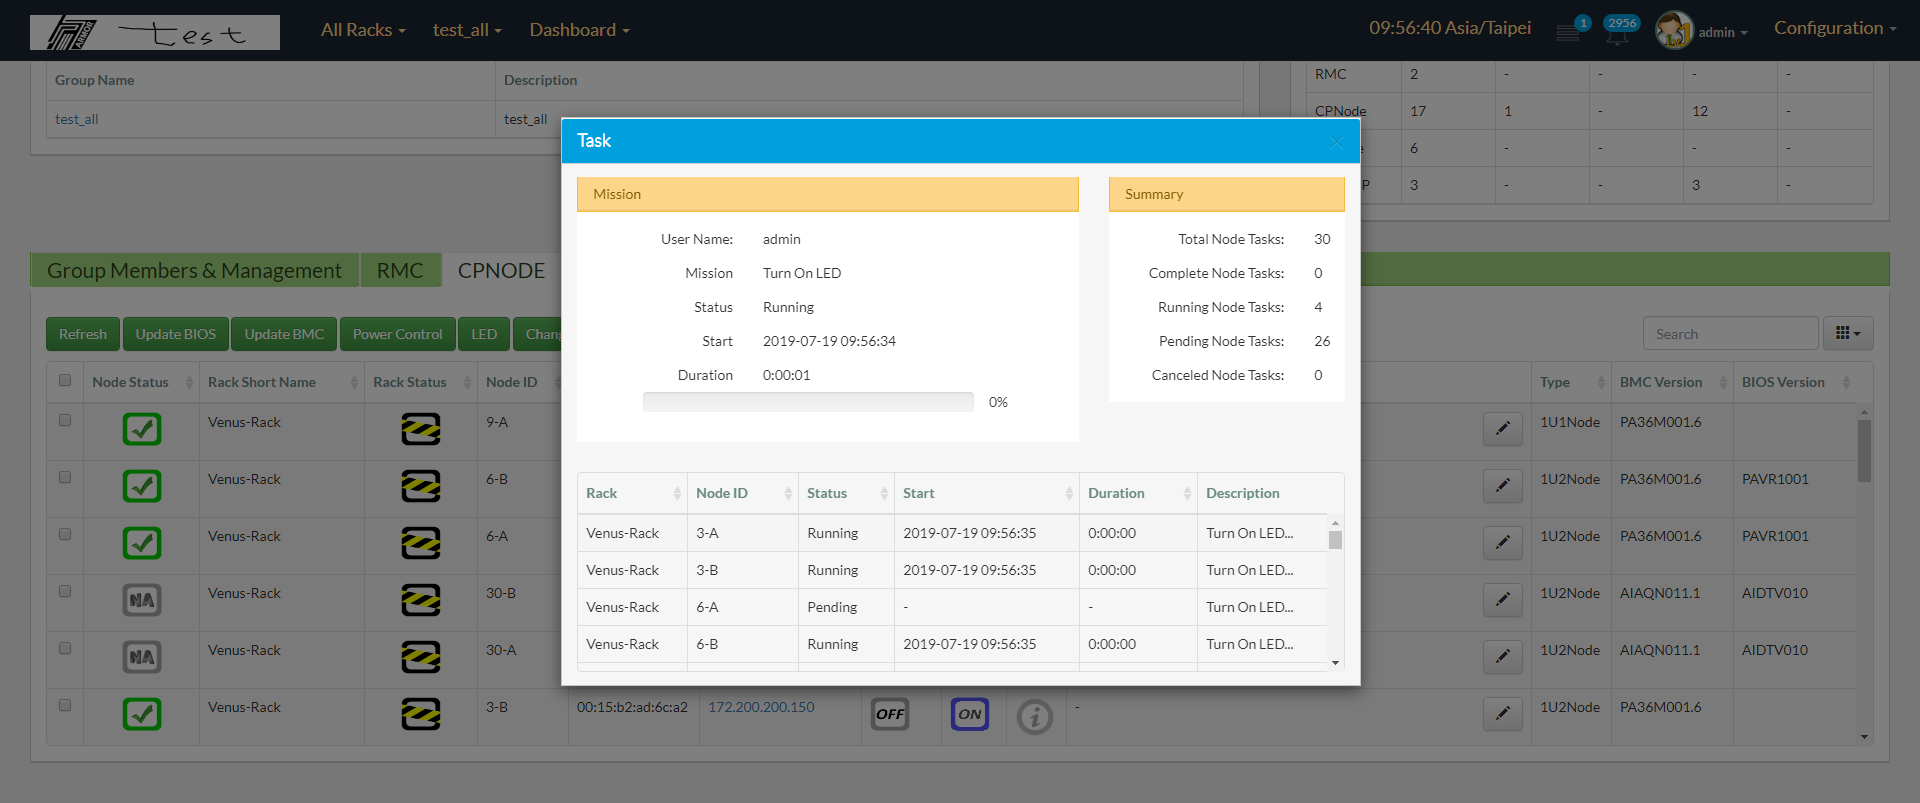 ARMOR test
All Racks
test_all
Dashboard
09:56:40 Asia/Taipei
1
2956
admin
Configuration
Group Name Description
test_all test_all
RMC 2 - - - -
CPNode 17 1 - 12 -
e 6 - - - -
P 3 - - 3 -
Group Members & Management
RMC
CPNODE
Refresh
Update BIOS
Update BMC
Power Control
LED
Chang
Search
Node Status Rack Short Name Rack Status Node ID Type BMC Version BIOS Version
Venus-Rack 9-A 1U1Node PA36M001.6
Venus-Rack 6-B 1U2Node PA36M001.6 PAVR1001
Venus-Rack 6-A 1U2Node PA36M001.6 PAVR1001
NA Venus-Rack 30-B 1U2Node AIAQN011.1 AIDTV010
NA Venus-Rack 30-A 1U2Node AIAQN011.1 AIDTV010
Venus-Rack 3-B 00:15:b2:ad:6c:a2 172.200.200.150 OFF ON i - 1U2Node PA36M001.6
Task
Mission
User Name: admin
Mission Turn On LED
Status Running
Start 2019-07-19 09:56:34
Duration 0:00:01
0%
Summary
Total Node Tasks: 30
Complete Node Tasks: 0
Running Node Tasks: 4
Pending Node Tasks: 26
Canceled Node Tasks: 0
Rack Node ID Status Start Duration Description
Venus-Rack 3-A Running 2019-07-19 09:56:35 0:00:00 Turn On LED...
Venus-Rack 3-B Running 2019-07-19 09:56:35 0:00:00 Turn On LED...
Venus-Rack 6-A Pending - - Turn On LED...
Venus-Rack 6-B Running 2019-07-19 09:56:35 0:00:00 Turn On LED...